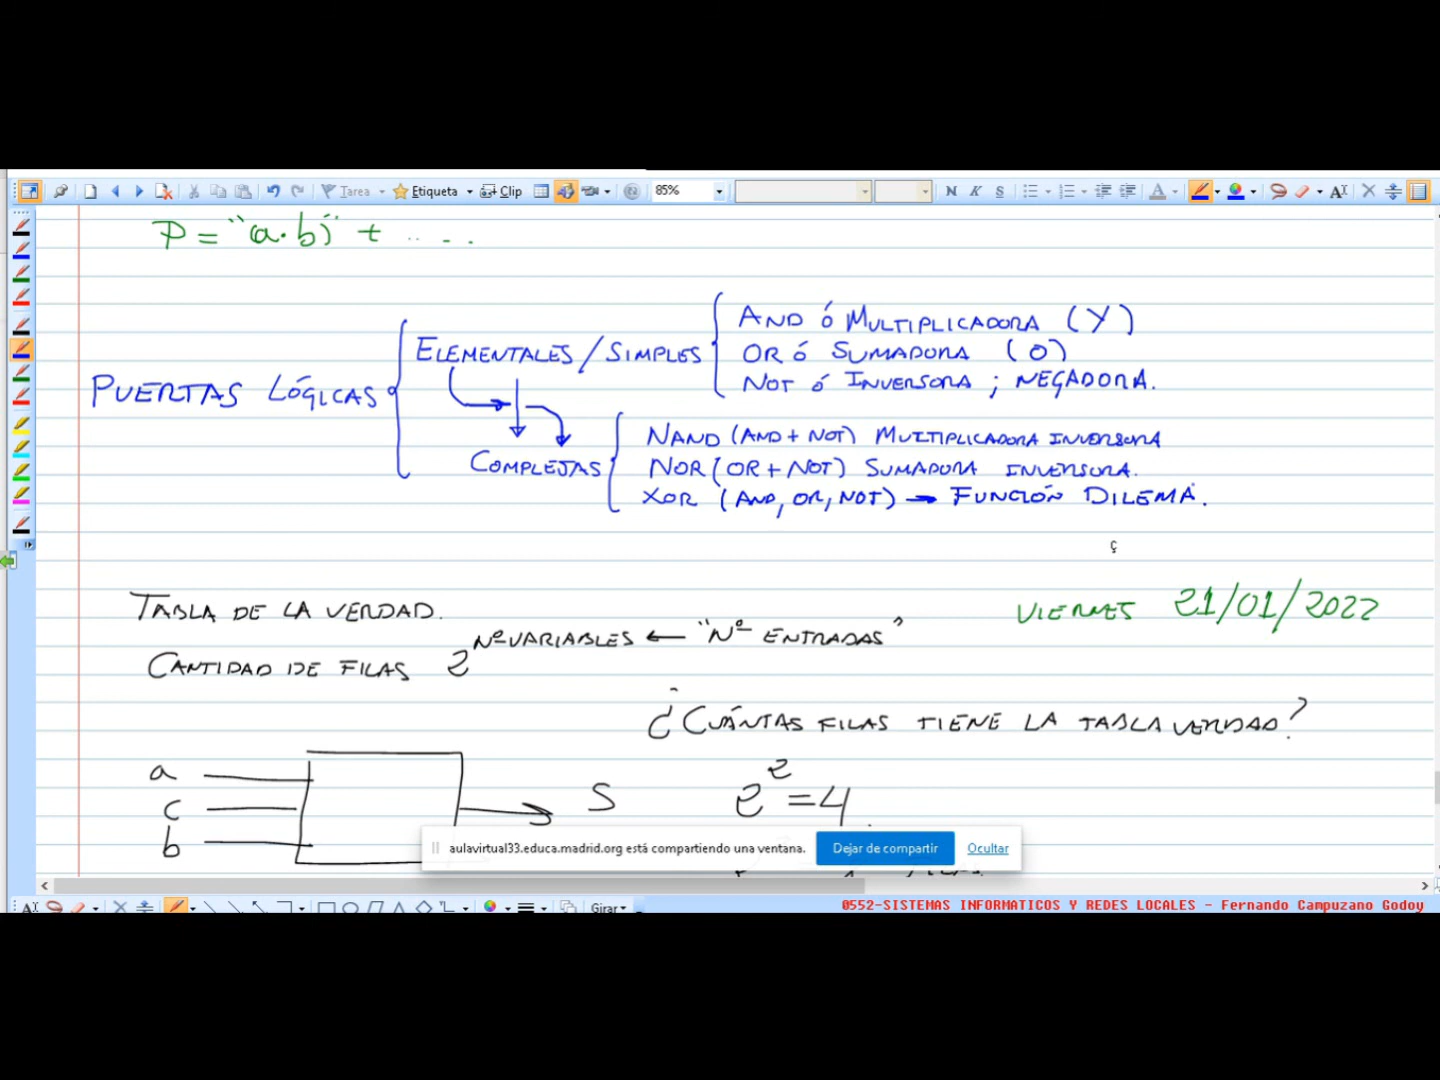 Tarea Etiqueta Clip 85% N K S
P = "(a·b)" + .. - .
PUERTAS LÓGICAS
ELEMENTALES / SIMPLES
AND ó MULTIPLICADORA (Y)
OR ó SUMADORA (O)
NOT ó INVERSORA ; NEGADORA.
COMPLEJAS
NAND (AND + NOT) MULTIPLICADORA INVERSORA
NOR (OR + NOT) SUMADORA INVERSORA.
XOR (AND, OR, NOT) → FUNCIÓN DILEMA.
ç
TABLA DE LA VERDAD.
VIERNES 21/01/2022
CANTIDAD DE FILAS 2 Nº VARIABLES ← "Nº ENTRADAS"
¿CUÁNTAS FILAS TIENE LA TABLA VERDAD?
a
c
b
S
2² = 4
aulavirtual33.educa.madrid.org está compartiendo una ventana. Dejar de compartir Ocultar
Girar
0552-SISTEMAS INFORMATICOS Y REDES LOCALES - Fernando Campuzano Godoy